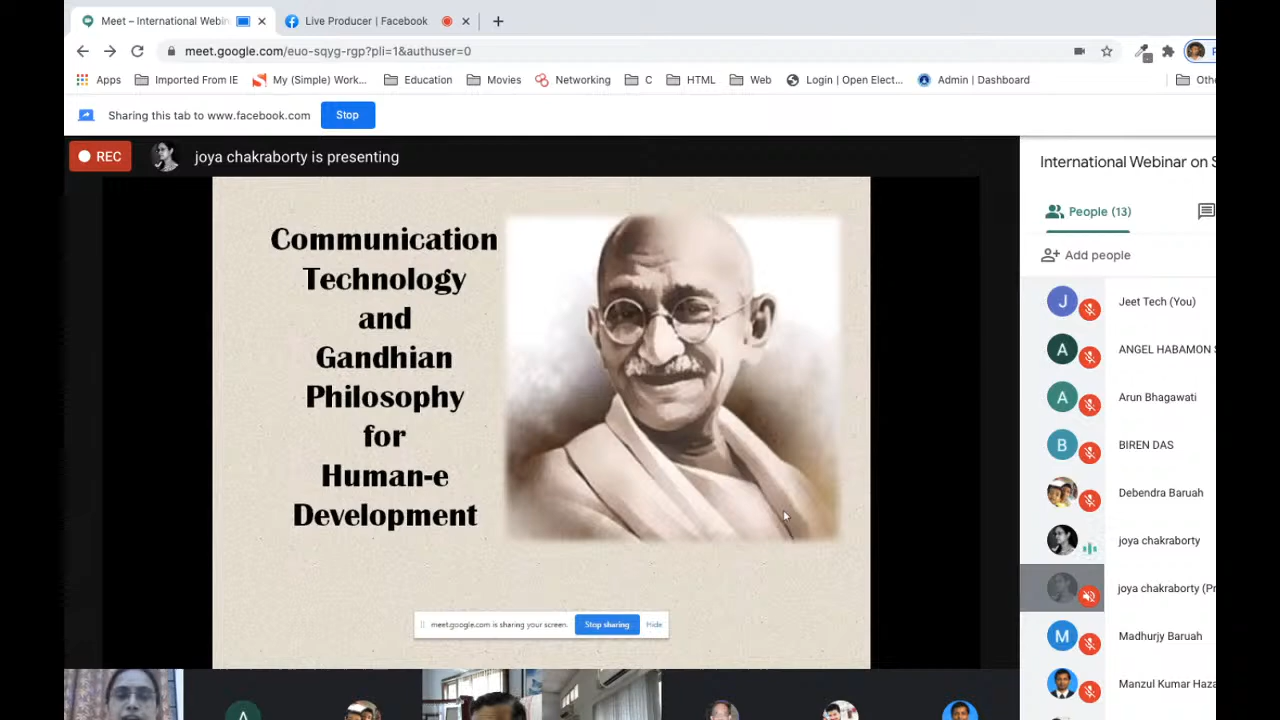 Meet – International Webin
Live Producer | Facebook
meet.google.com/euo-sqyg-rgp?pli=1&authuser=0
Apps
Imported From IE
My (Simple) Work...
Education
Movies
Networking
C
HTML
Web
Login | Open Elect...
Admin | Dashboard
Othe
Sharing this tab to www.facebook.com
Stop
REC
joya chakraborty is presenting
Communication
Technology
and
Gandhian
Philosophy
for
Human-e
Development
meet.google.com is sharing your screen.
Stop sharing
Hide
International Webinar on S
People (13)
Add people
J
Jeet Tech (You)
A
ANGEL HABAMON S
A
Arun Bhagawati
B
BIREN DAS
Debendra Baruah
joya chakraborty
joya chakraborty (Pr
M
Madhurjy Baruah
Manzul Kumar Haza
A